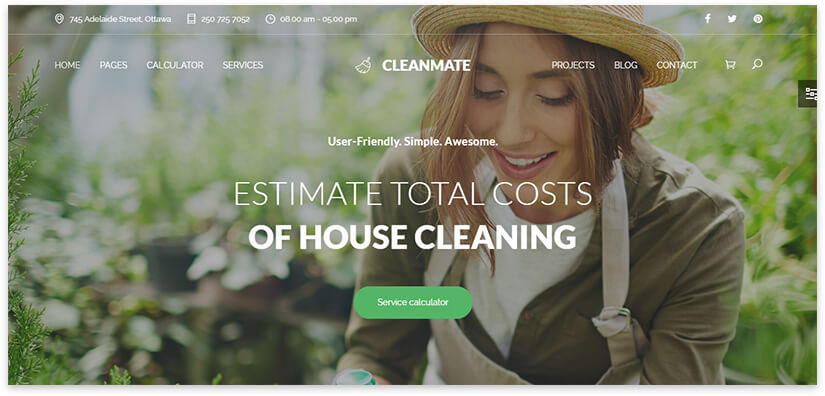 745 Adelaide Street, Ottawa 250 725 7052 08.00 am - 05.00 pm
HOME PAGES CALCULATOR SERVICES CLEANMATE PROJECTS BLOG CONTACT
User-Friendly. Simple. Awesome.
ESTIMATE TOTAL COSTS
OF HOUSE CLEANING
Service calculator